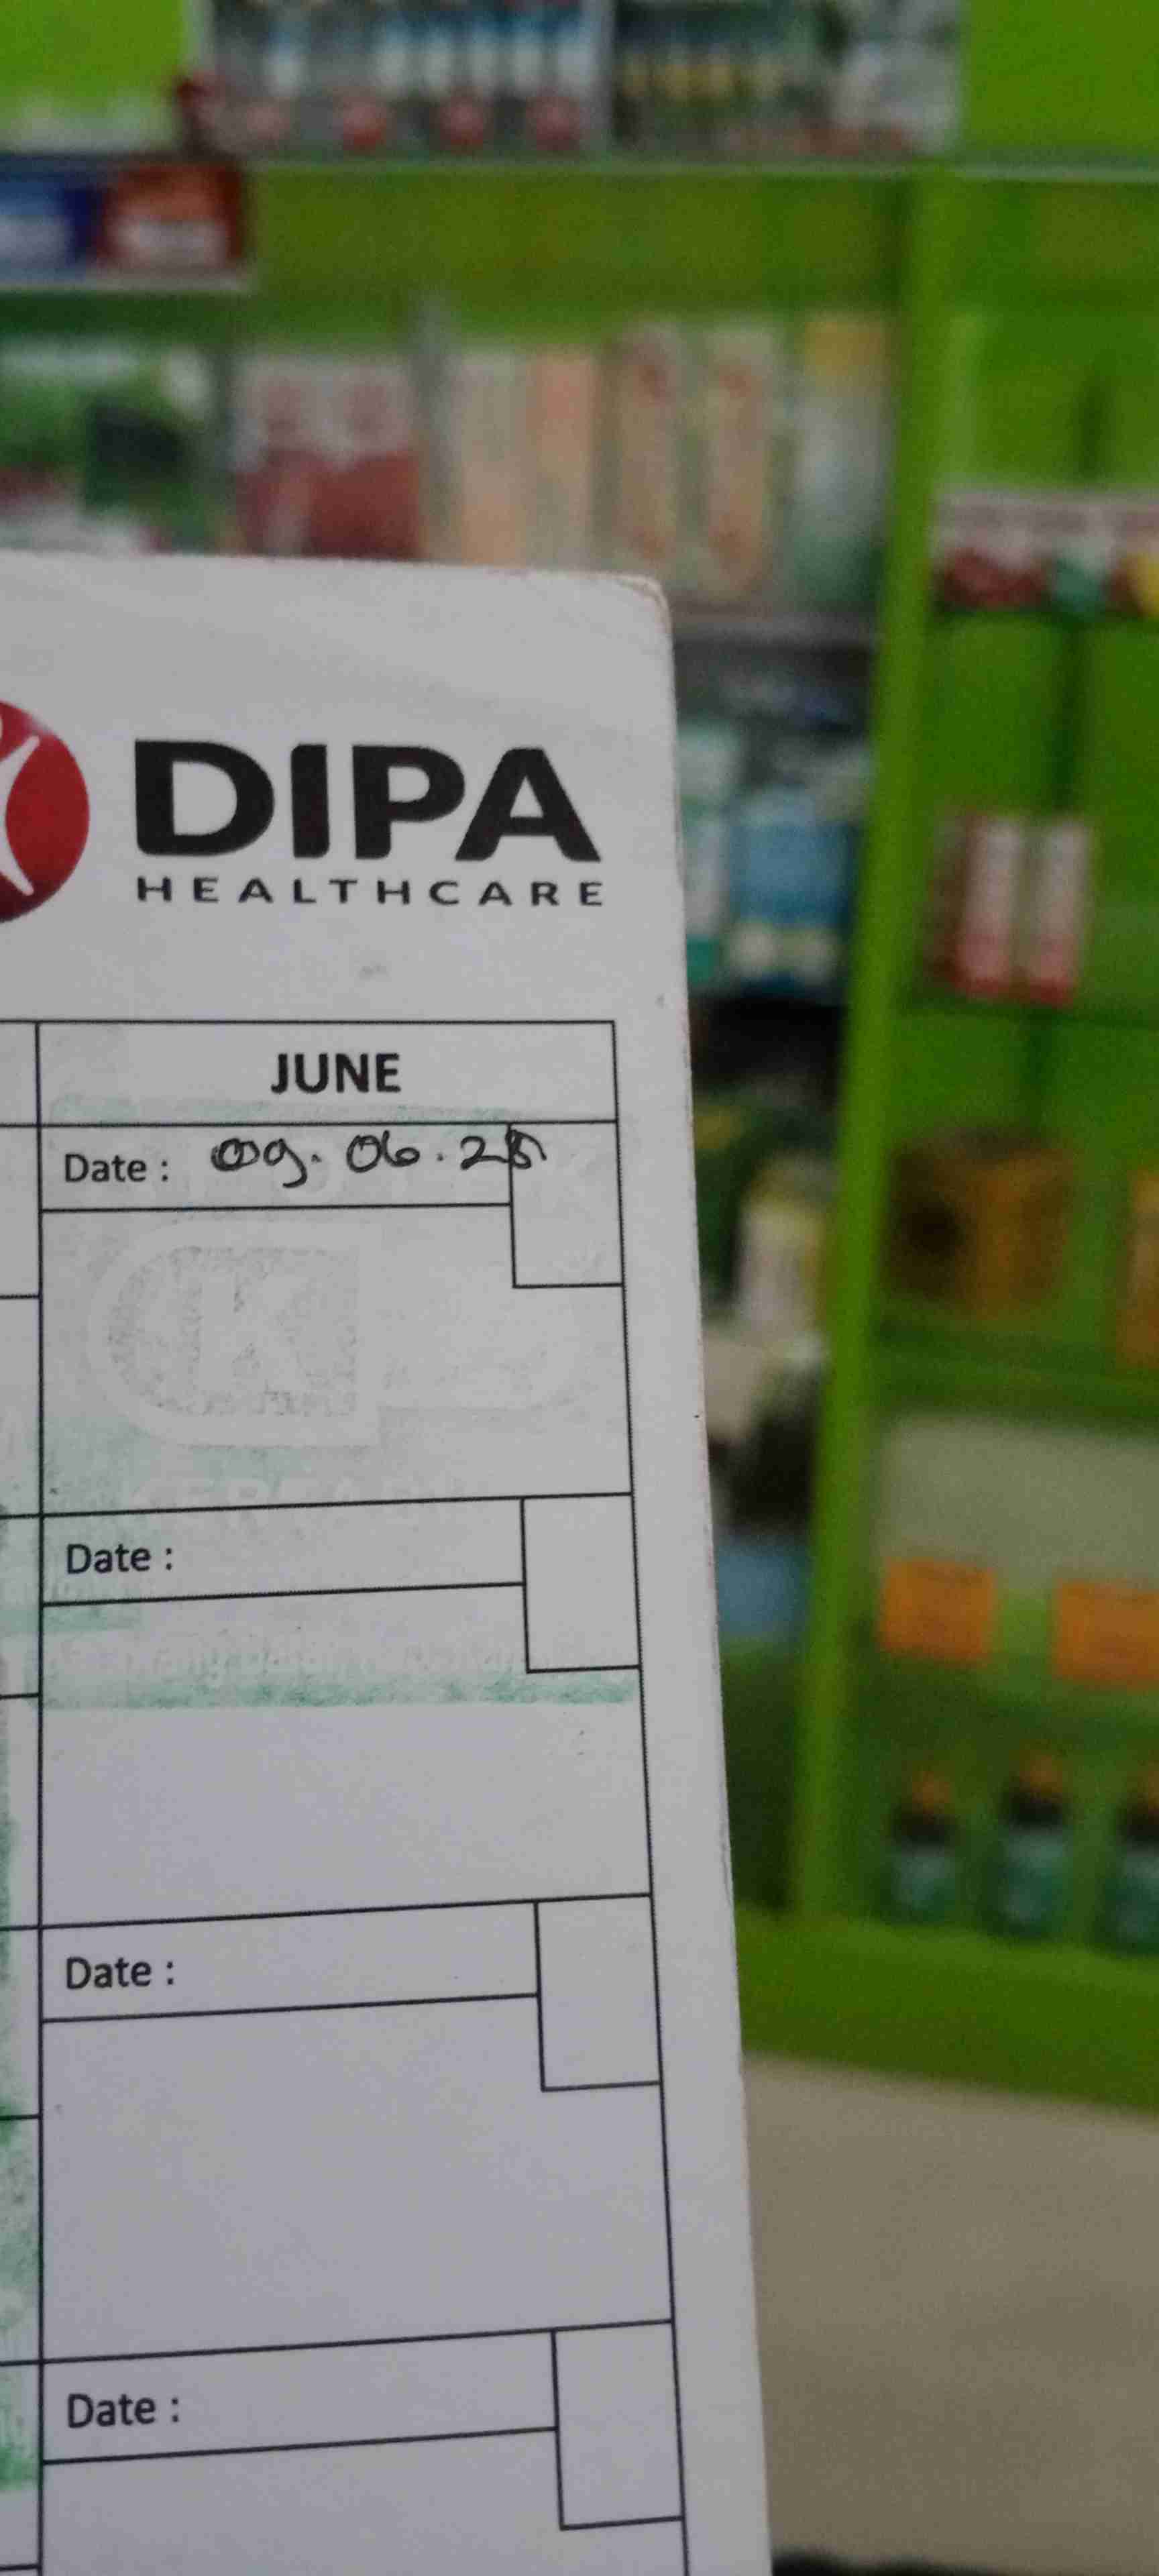 DIPA
HEALTHCARE
JUNE
Date : 09.06.25
Date :
Date :
Date :